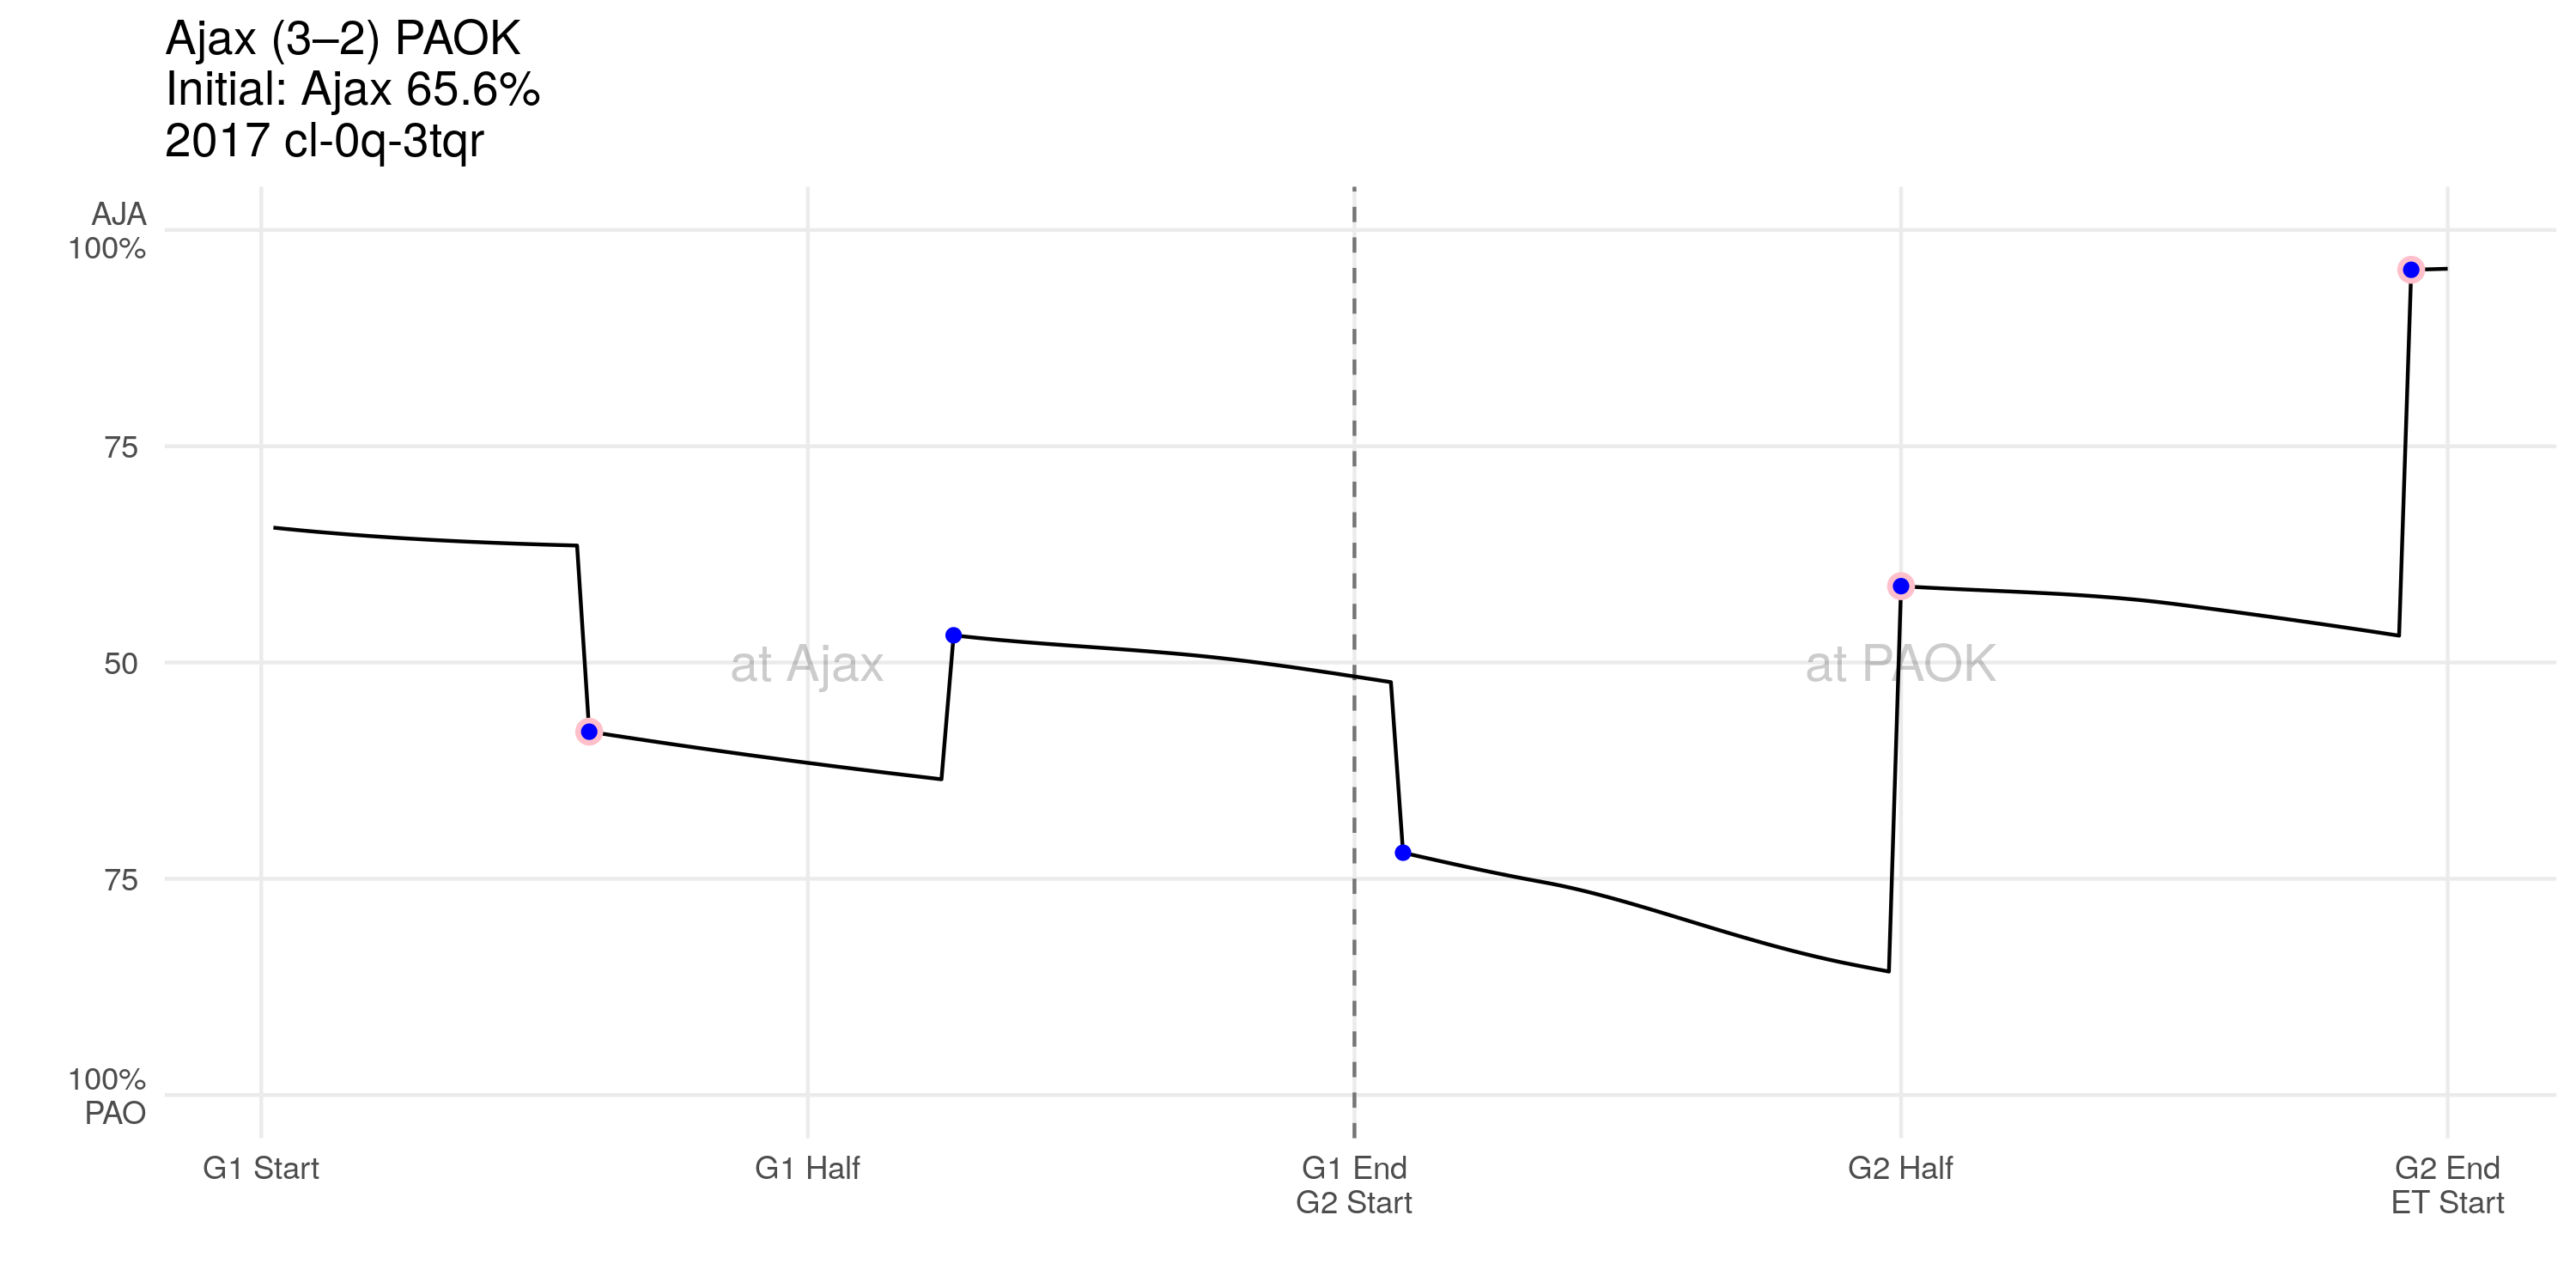 Ajax (3–2) PAOK
Initial: Ajax 65.6%
2017 cl-0q-3tqr
AJA
100%
75
50
75
100%
PAO
at Ajax
at PAOK
G1 Start
G1 Half
G1 End
G2 Start
G2 Half
G2 End
ET Start